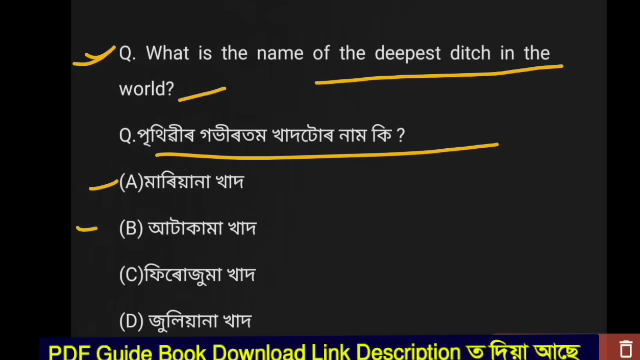 Q. What is the name of the deepest ditch in the
world?
Q.পৃথিৱীৰ গভীৰতম খাদটোৰ নাম কি ?
(A)মাৰিয়ানা খাদ
(B) আটাকামা খাদ
(C)ফিৰোজুমা খাদ
(D) জুলিয়ানা খাদ
PDF Guide Book Download Link Description ত দিয়া আছে